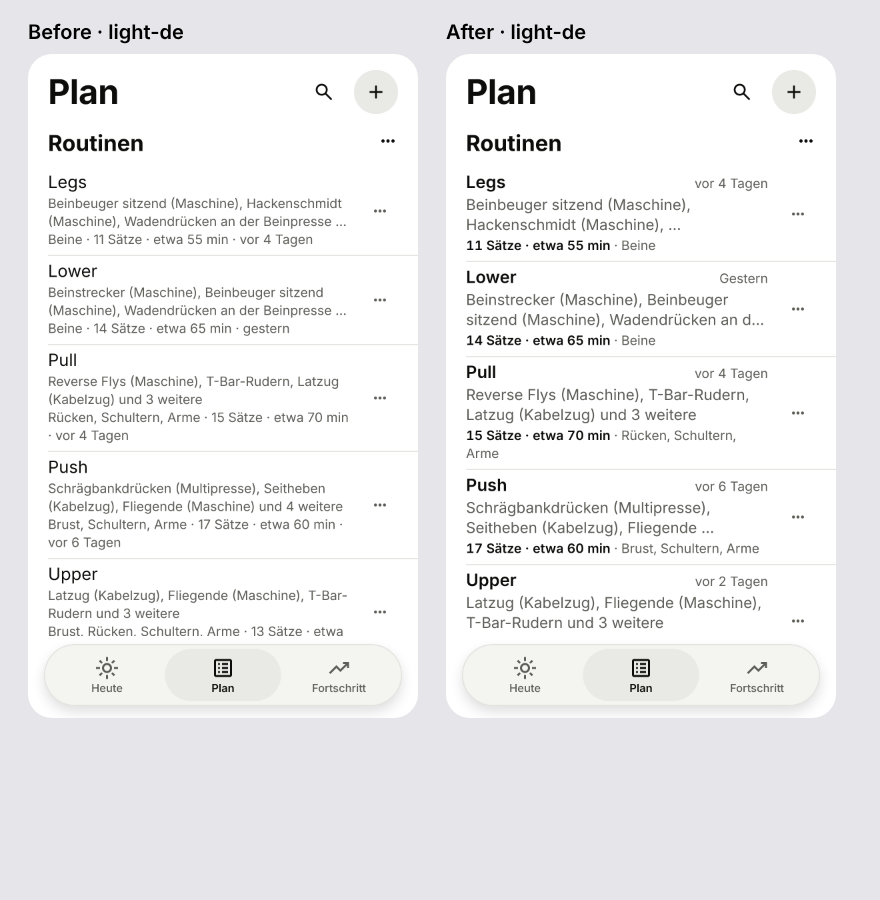 Before · light-de
Plan
Routinen
Legs
Beinbeuger sitzend (Maschine), Hackenschmidt
(Maschine), Wadendrücken an der Beinpresse ...
Beine · 11 Sätze · etwa 55 min · vor 4 Tagen
Lower
Beinstrecker (Maschine), Beinbeuger sitzend
(Maschine), Wadendrücken an der Beinpresse ...
Beine · 14 Sätze · etwa 65 min · gestern
Pull
Reverse Flys (Maschine), T-Bar-Rudern, Latzug
(Kabelzug) und 3 weitere
Rücken, Schultern, Arme · 15 Sätze · etwa 70 min
· vor 4 Tagen
Push
Schrägbankdrücken (Multipresse), Seitheben
(Kabelzug), Fliegende (Maschine) und 4 weitere
Brust, Schultern, Arme · 17 Sätze · etwa 60 min ·
vor 6 Tagen
Upper
Latzug (Kabelzug), Fliegende (Maschine), T-Bar-
Rudern und 3 weitere
Brust, Rücken, Schultern, Arme · 13 Sätze · etwa
Heute
Plan
Fortschritt
After · light-de
Plan
Routinen
Legs
vor 4 Tagen
Beinbeuger sitzend (Maschine),
Hackenschmidt (Maschine), ...
11 Sätze · etwa 55 min · Beine
Lower
Gestern
Beinstrecker (Maschine), Beinbeuger
sitzend (Maschine), Wadendrücken an d...
14 Sätze · etwa 65 min · Beine
Pull
vor 4 Tagen
Reverse Flys (Maschine), T-Bar-Rudern,
Latzug (Kabelzug) und 3 weitere
15 Sätze · etwa 70 min · Rücken, Schultern,
Arme
Push
vor 6 Tagen
Schrägbankdrücken (Multipresse),
Seitheben (Kabelzug), Fliegende ...
17 Sätze · etwa 60 min · Brust, Schultern, Arme
Upper
vor 2 Tagen
Latzug (Kabelzug), Fliegende (Maschine),
T-Bar-Rudern und 3 weitere
Heute
Plan
Fortschritt